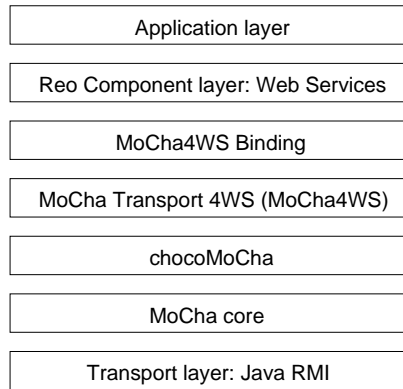 Application layer
Reo Component layer: Web Services
MoCha4WS Binding
MoCha Transport 4WS (MoCha4WS)
chocoMoCha
MoCha core
Transport layer: Java RMI